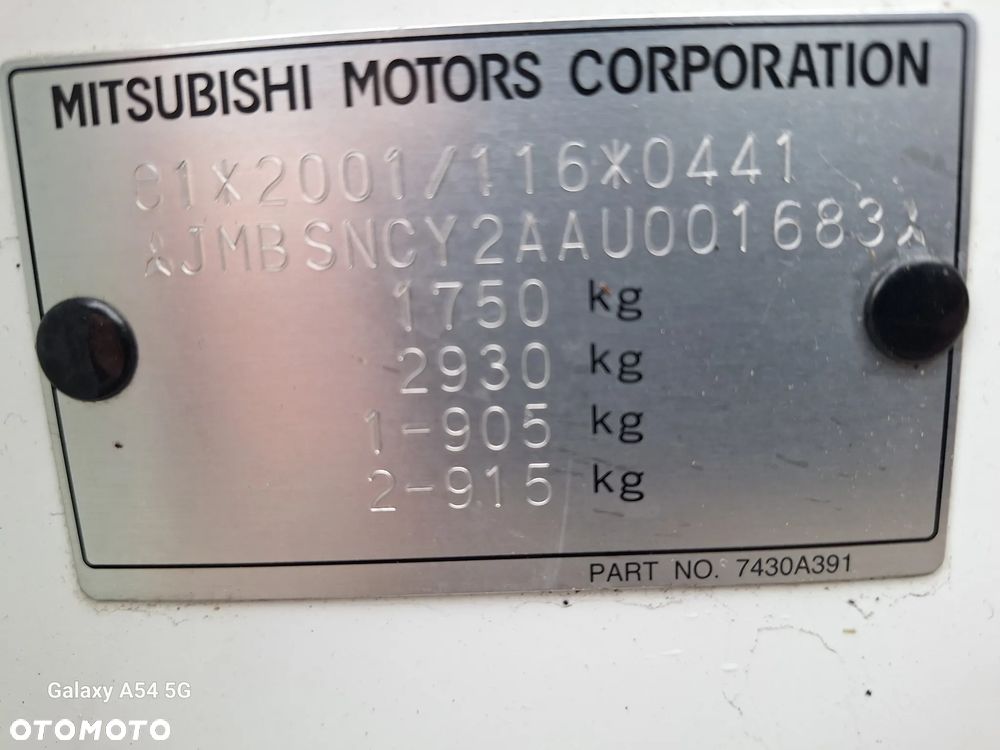 MITSUBISHI MOTORS CORPORATION
e1*2001/116*0441
JMBSNCY2AAU001683
1750 kg
2930 kg
1-905 kg
2-915 kg
PART NO. 7430A391
Galaxy A54 5G
OTOMOTO